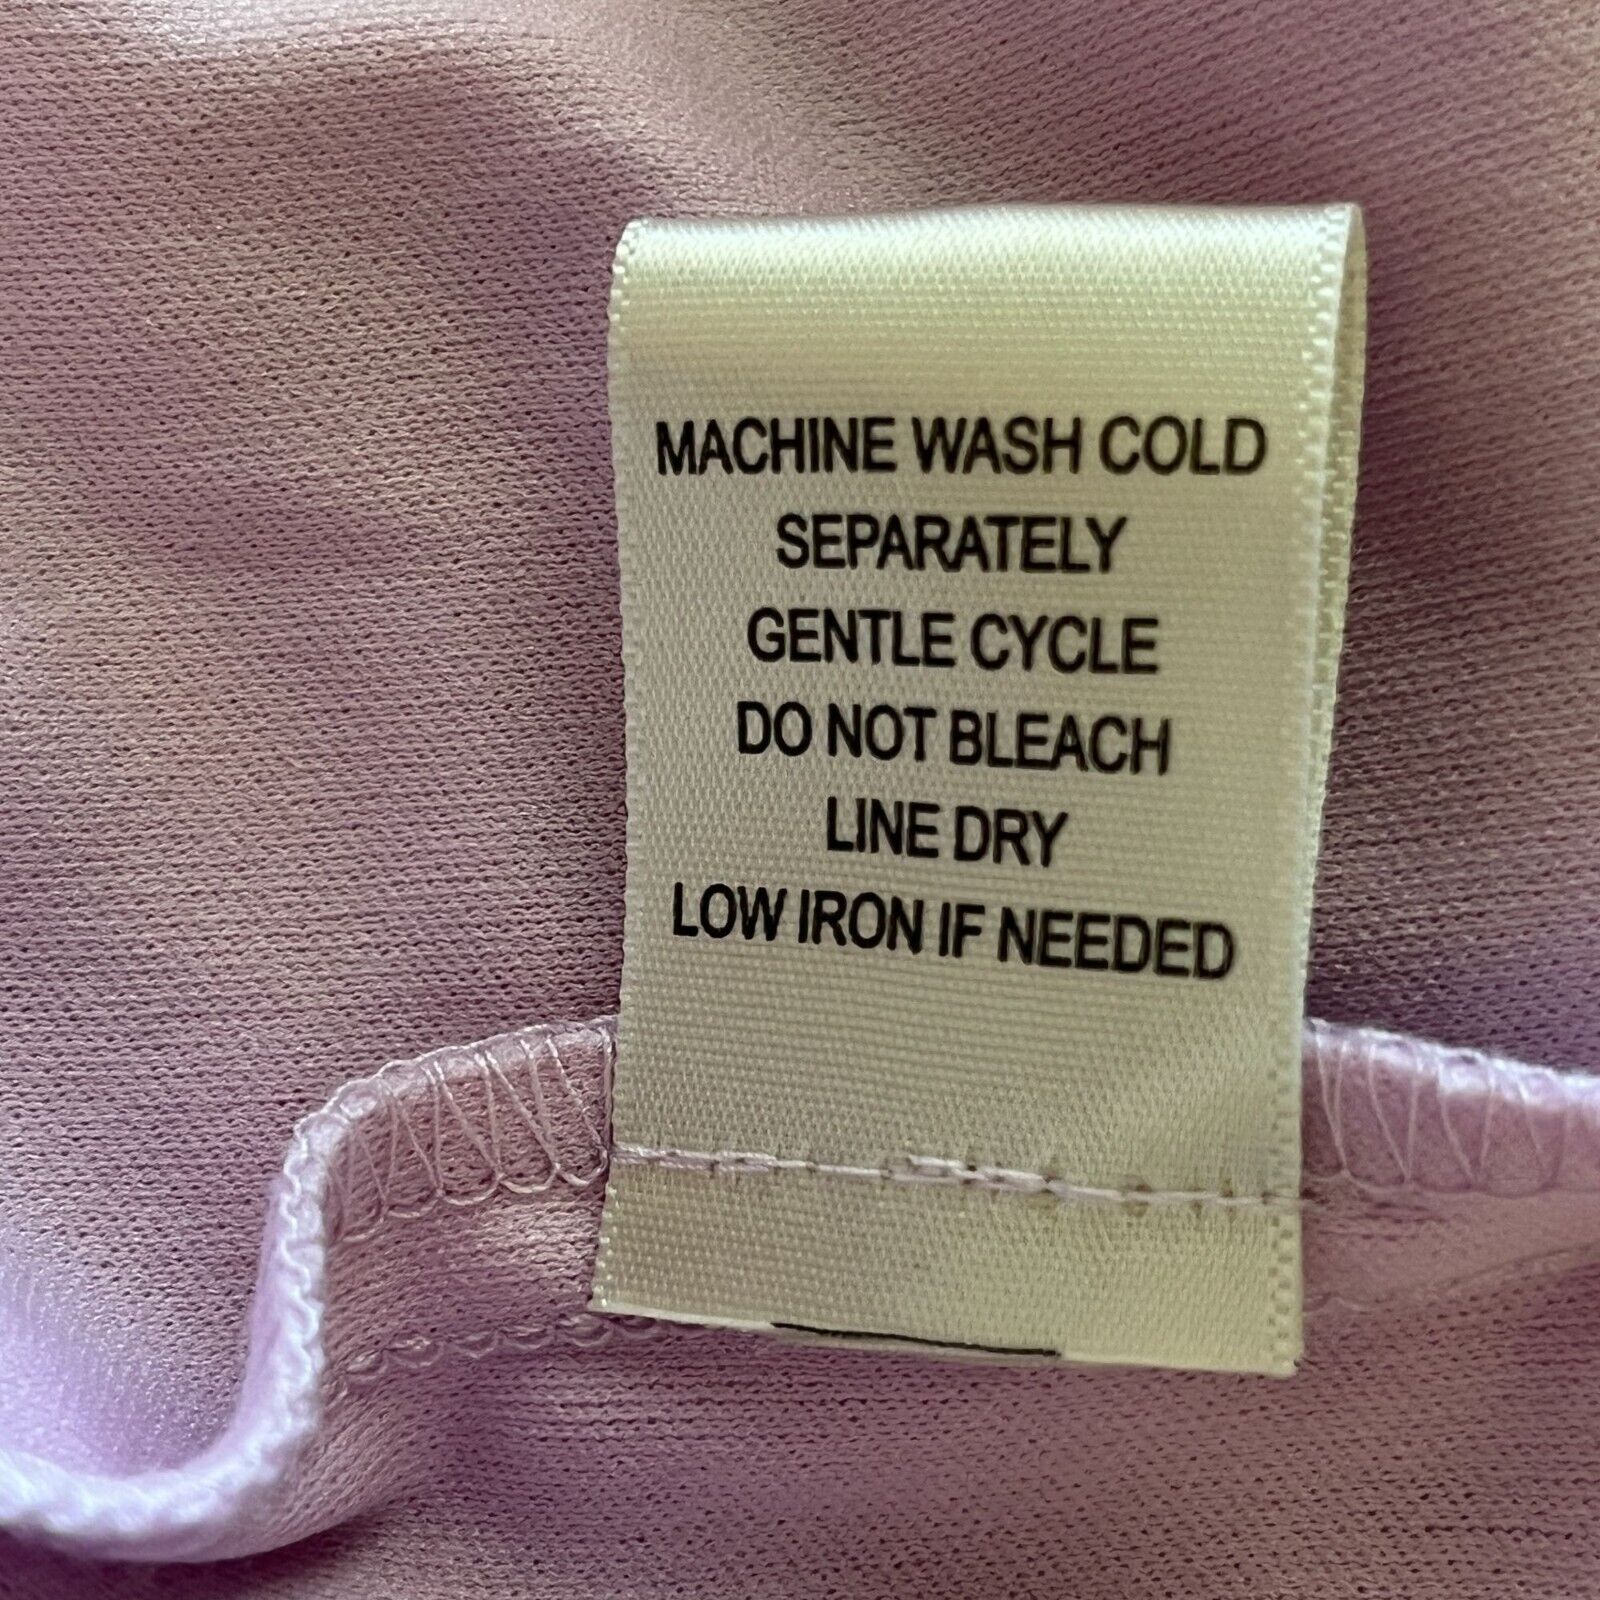 MACHINE WASH COLD
SEPARATELY
GENTLE CYCLE
DO NOT BLEACH
LINE DRY
LOW IRON IF NEEDED